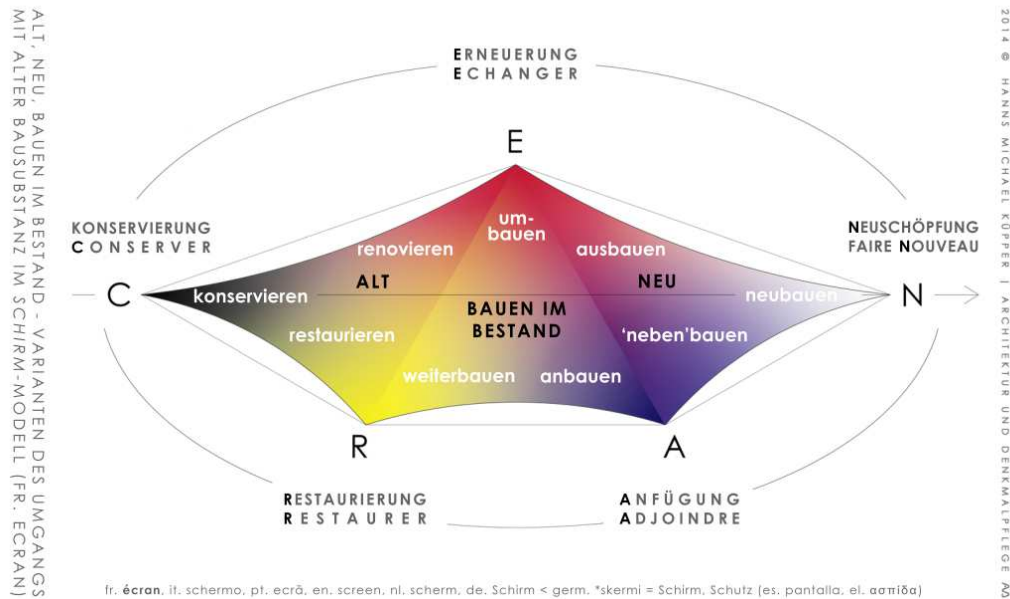 ALT, NEU, BAUEN IM BESTAND - VARIANTEN DES UMGANGS
MIT ALTER BAUSUBSTANZ IM SCHIRM-MODELL (FR. ECRAN)
ERNEUERUNG
ECHANGER
E
KONSERVIERUNG
CONSERVER
NEUSCHÖPFUNG
FAIRE NOUVEAU
um-
bauen
renovieren
ausbauen
ALT
NEU
C
konservieren
neubauen
N
BAUEN IM
BESTAND
restaurieren
'neben'bauen
weiterbauen
anbauen
R
A
RESTAURIERUNG
RESTAURER
ANFÜGUNG
ADJOINDRE
fr. écran, it. schermo, pt. ecrã, en. screen, nl. scherm, de. Schirm < germ. *skermi = Schirm, Schutz (es. pantalla, el. ασπίδα)
2014 © HANNS MICHAEL KÜPPER | ARCHITEKTUR UND DENKMALPFLEGE